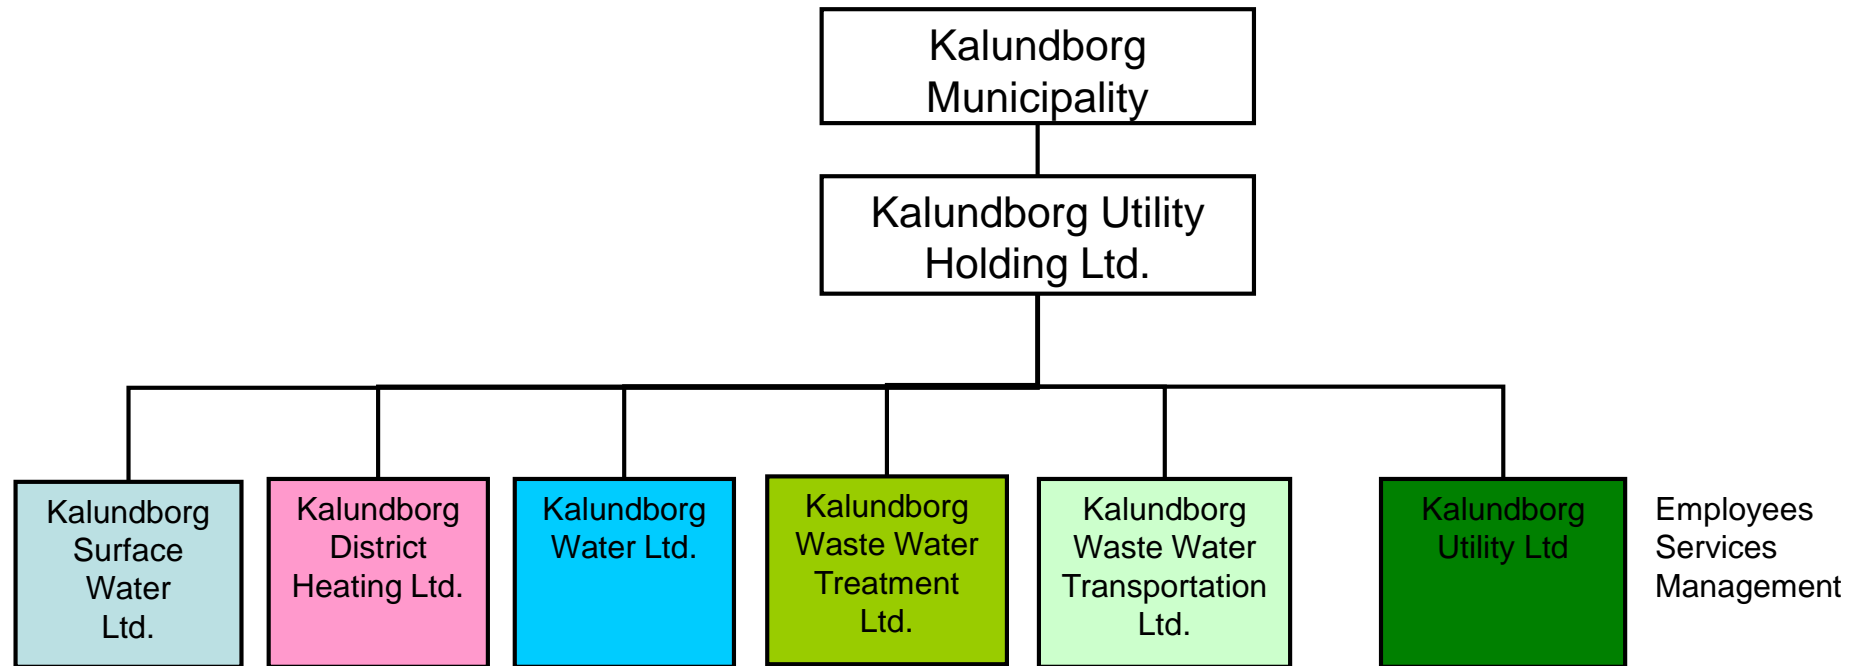 Kalundborg
Municipality
Kalundborg Utility
Holding Ltd.
Kalundborg
Surface
Water
Ltd.
Kalundborg
District
Heating Ltd.
Kalundborg
Water Ltd.
Kalundborg
Waste Water
Treatment
Ltd.
Kalundborg
Waste Water
Transportation
Ltd.
Kalundborg
Utility Ltd
Employees
Services
Management